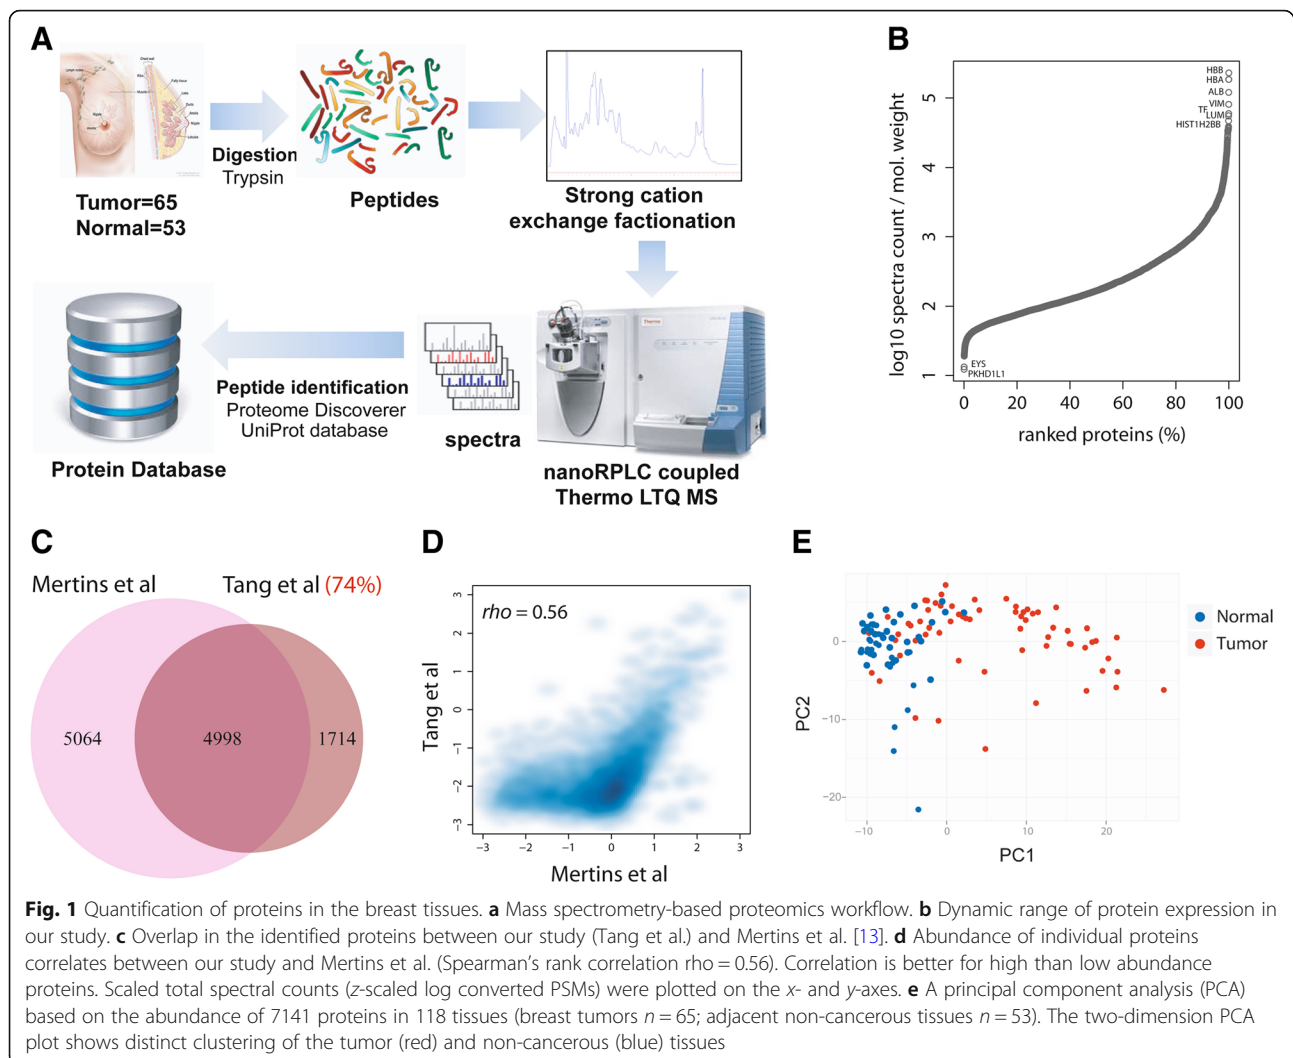 A
Digestion
Trypsin
Tumor=65
Normal=53
Peptides
Strong cation
exchange factionation
Thermo
nanoRPLC coupled
Thermo LTQ MS
spectra
Peptide identification
Proteome Discoverer
UniProt database
Protein Database
B
log10 spectra count / mol. weight
5
4
3
2
1
HBB
HBA
ALB
VIM
TF
LUM
HIST1H2BB
EYS
PKHD1L1
0 20 40 60 80 100
ranked proteins (%)
C
Mertins et al
Tang et al (74%)
5064
4998
1714
D
rho = 0.56
Tang et al
3
2
1
0
−1
−2
−3
−3 −2 −1 0 1 2 3
Mertins et al
E
PC2
0
−10
−20
−10 0 10 20
PC1
Normal
Tumor
Fig. 1 Quantification of proteins in the breast tissues. a Mass spectrometry-based proteomics workflow. b Dynamic range of protein expression in
our study. c Overlap in the identified proteins between our study (Tang et al.) and Mertins et al. [13]. d Abundance of individual proteins
correlates between our study and Mertins et al. (Spearman's rank correlation rho = 0.56). Correlation is better for high than low abundance
proteins. Scaled total spectral counts (z-scaled log converted PSMs) were plotted on the x- and y-axes. e A principal component analysis (PCA)
based on the abundance of 7141 proteins in 118 tissues (breast tumors n = 65; adjacent non-cancerous tissues n = 53). The two-dimension PCA
plot shows distinct clustering of the tumor (red) and non-cancerous (blue) tissues